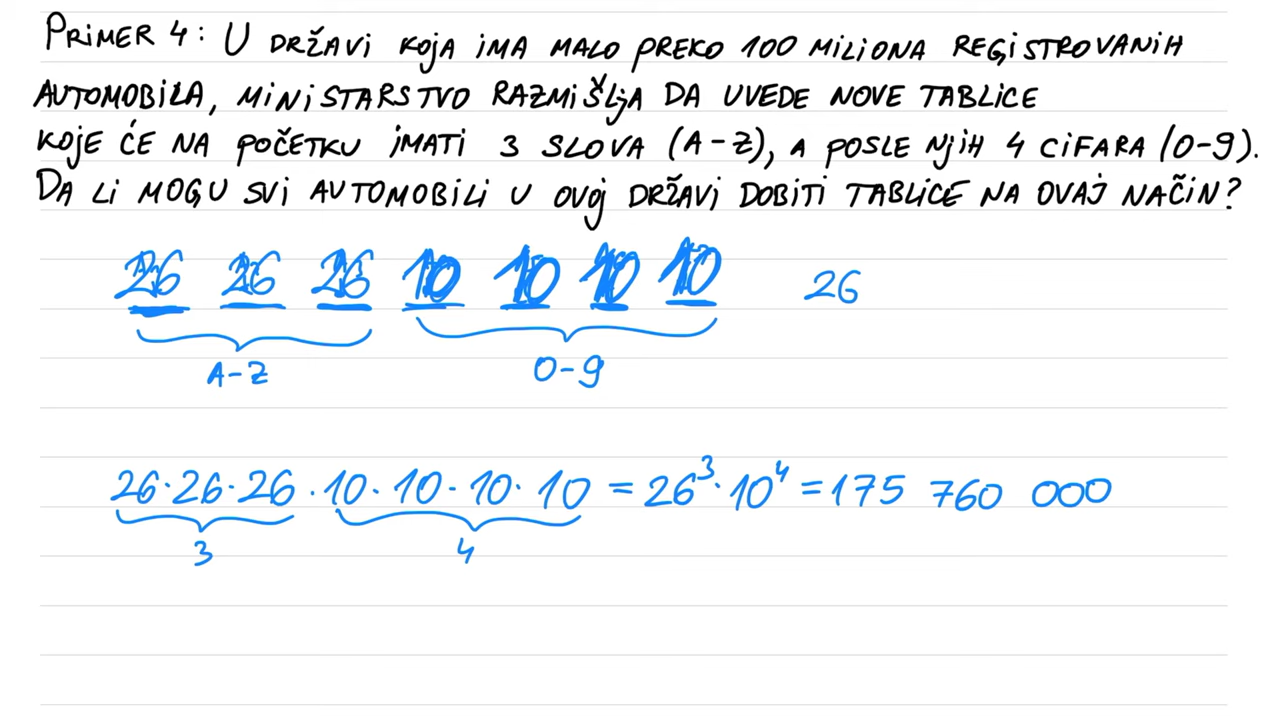 PRIMER 4: U DRŽAVI KOJA IMA MALO PREKO 100 MILIONA REGISTROVANIH
AUTOMOBILA, MINISTARSTVO RAZMIŠLJA DA UVEDE NOVE TABLICE
KOJE ĆE NA POČETKU IMATI 3 SLOVA (A-Z), A POSLE NJIH 4 CIFARA (0-9).
DA LI MOGU SVI AUTOMOBILI U OVOJ DRŽAVI DOBITI TABLICE NA OVAJ NAČIN?
26 26 26 10 10 10 10 26
A-Z 0-9
26·26·26·10·10·10·10 = 26³·10⁴ = 175 760 000
3 4